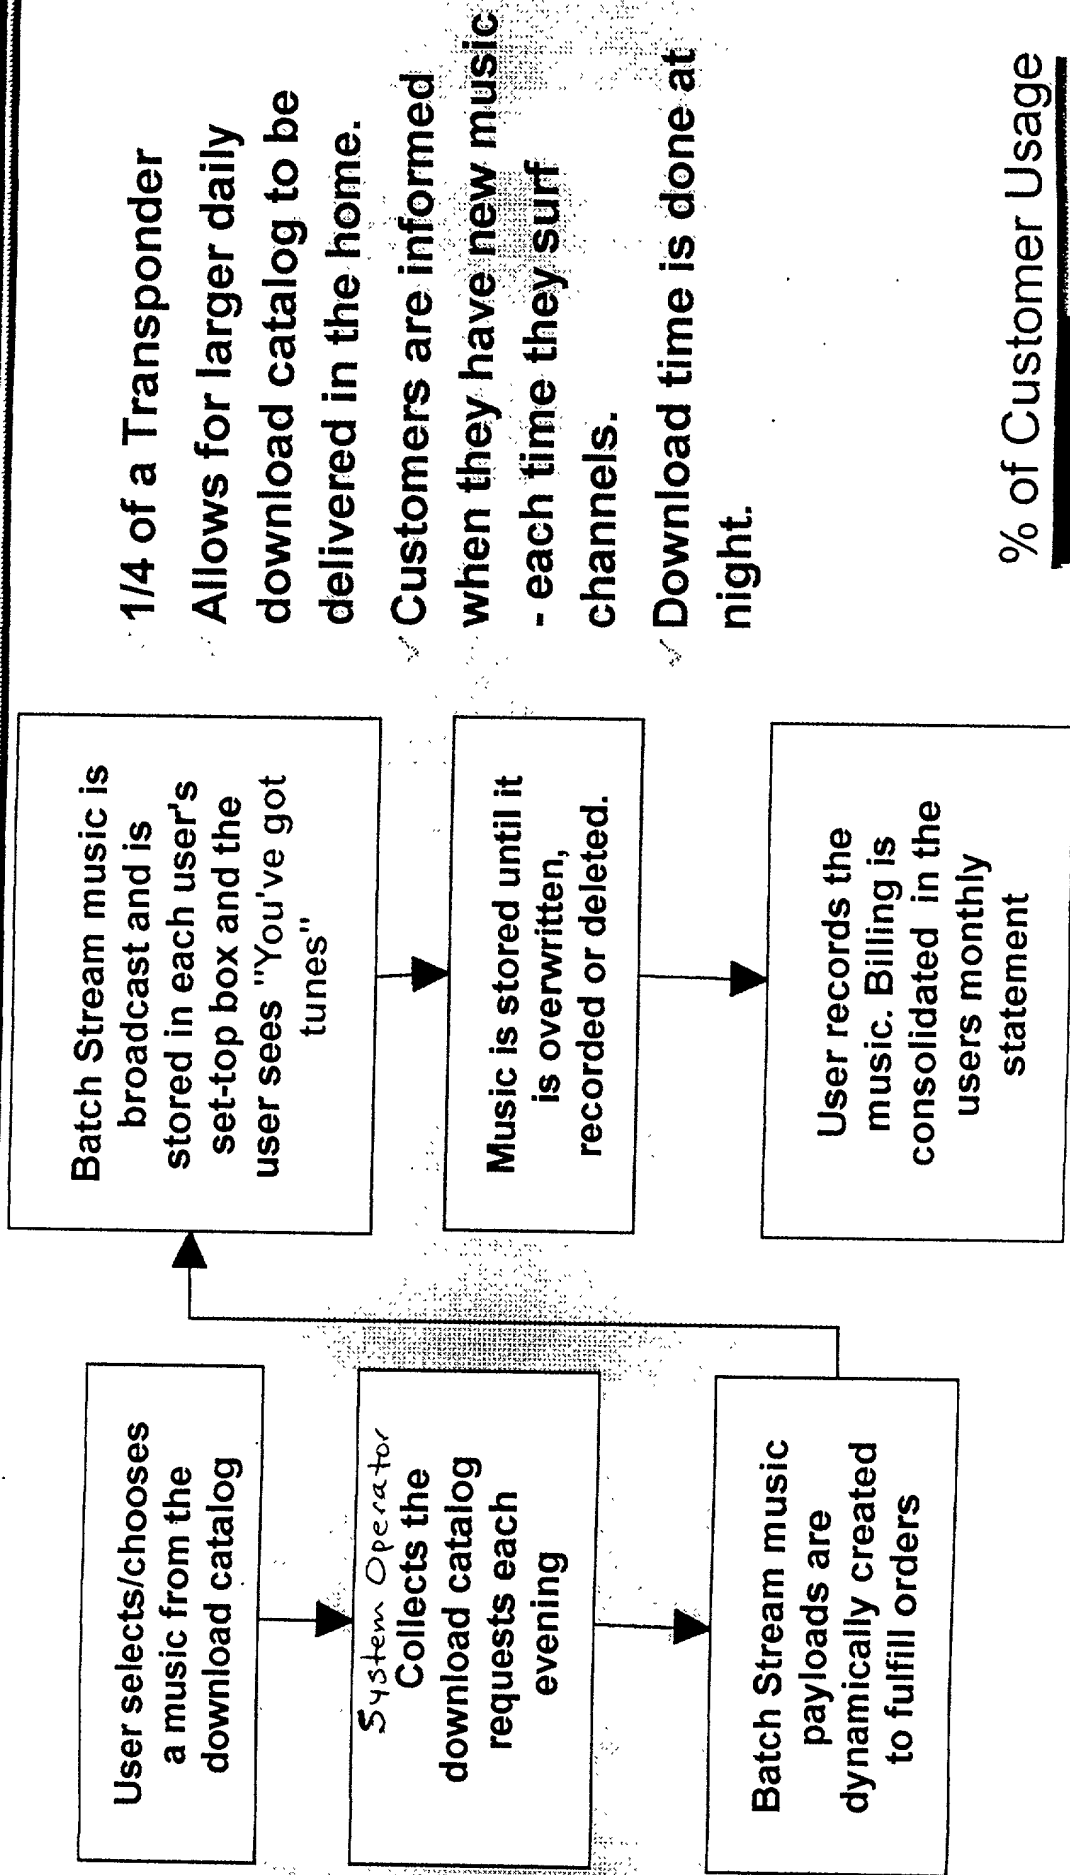 User selects/chooses
a music from the
download catalog
System Operator
Collects the
download catalog
requests each
evening
Batch Stream music
payloads are
dynamically created
to fulfill orders
Batch Stream music is
broadcast and is
stored in each user's
set-top box and the
user sees "You've got
tunes"
Music is stored until it
is overwritten,
recorded or deleted.
User records the
music. Billing is
consolidated in the
users monthly
statement
1/4 of a Transponder
✓ Allows for larger daily
download catalog to be
delivered in the home.
✓ Customers are informed
when they have new music
- each time they surf
channels.
✓ Download time is done at
night.
% of Customer Usage